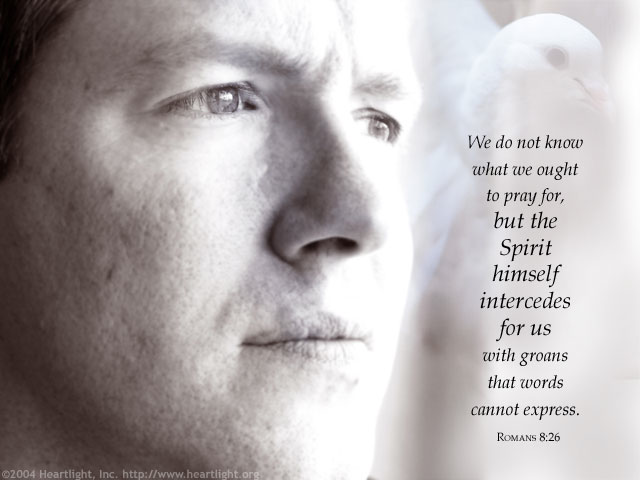 We do not know
what we ought
to pray for,
but the
Spirit
himself
intercedes
for us
with groans
that words
cannot express.
Romans 8:26
©2004 Heartlight, Inc. http://www.heartlight.org